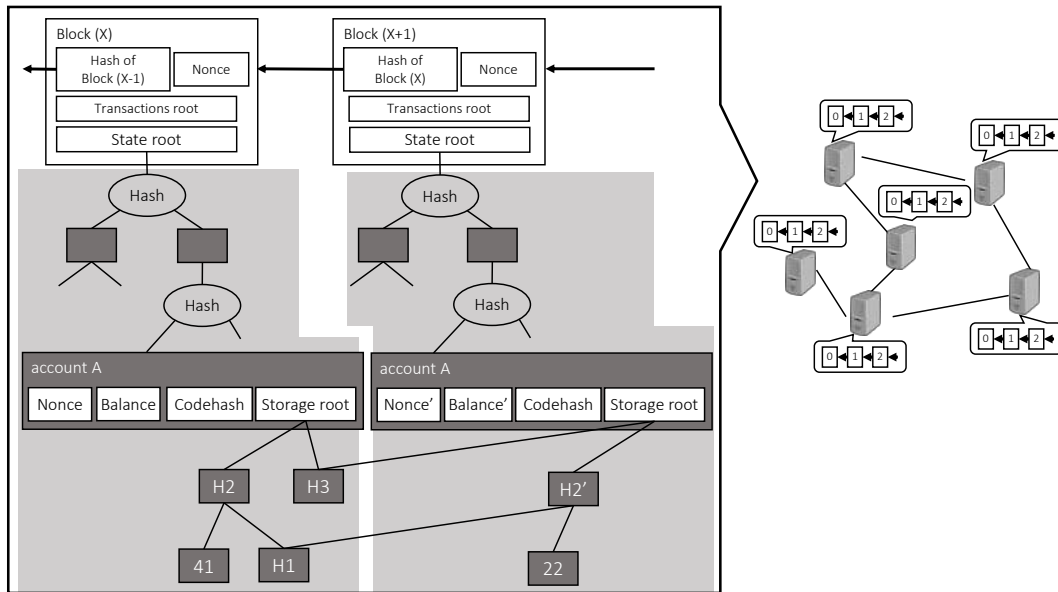 Block (X)
Hash of
Block (X-1)
Nonce
Transactions root
State root
Hash
Hash
account A
Nonce
Balance
Codehash
Storage root
H2
H3
41
H1
Block (X+1)
Hash of
Block (X)
Nonce
Transactions root
State root
Hash
Hash
account A
Nonce’
Balance’
Codehash
Storage root
H2’
22
0 1 2
0 1 2
0 1 2
0 1 2
0 1 2
0 1 2